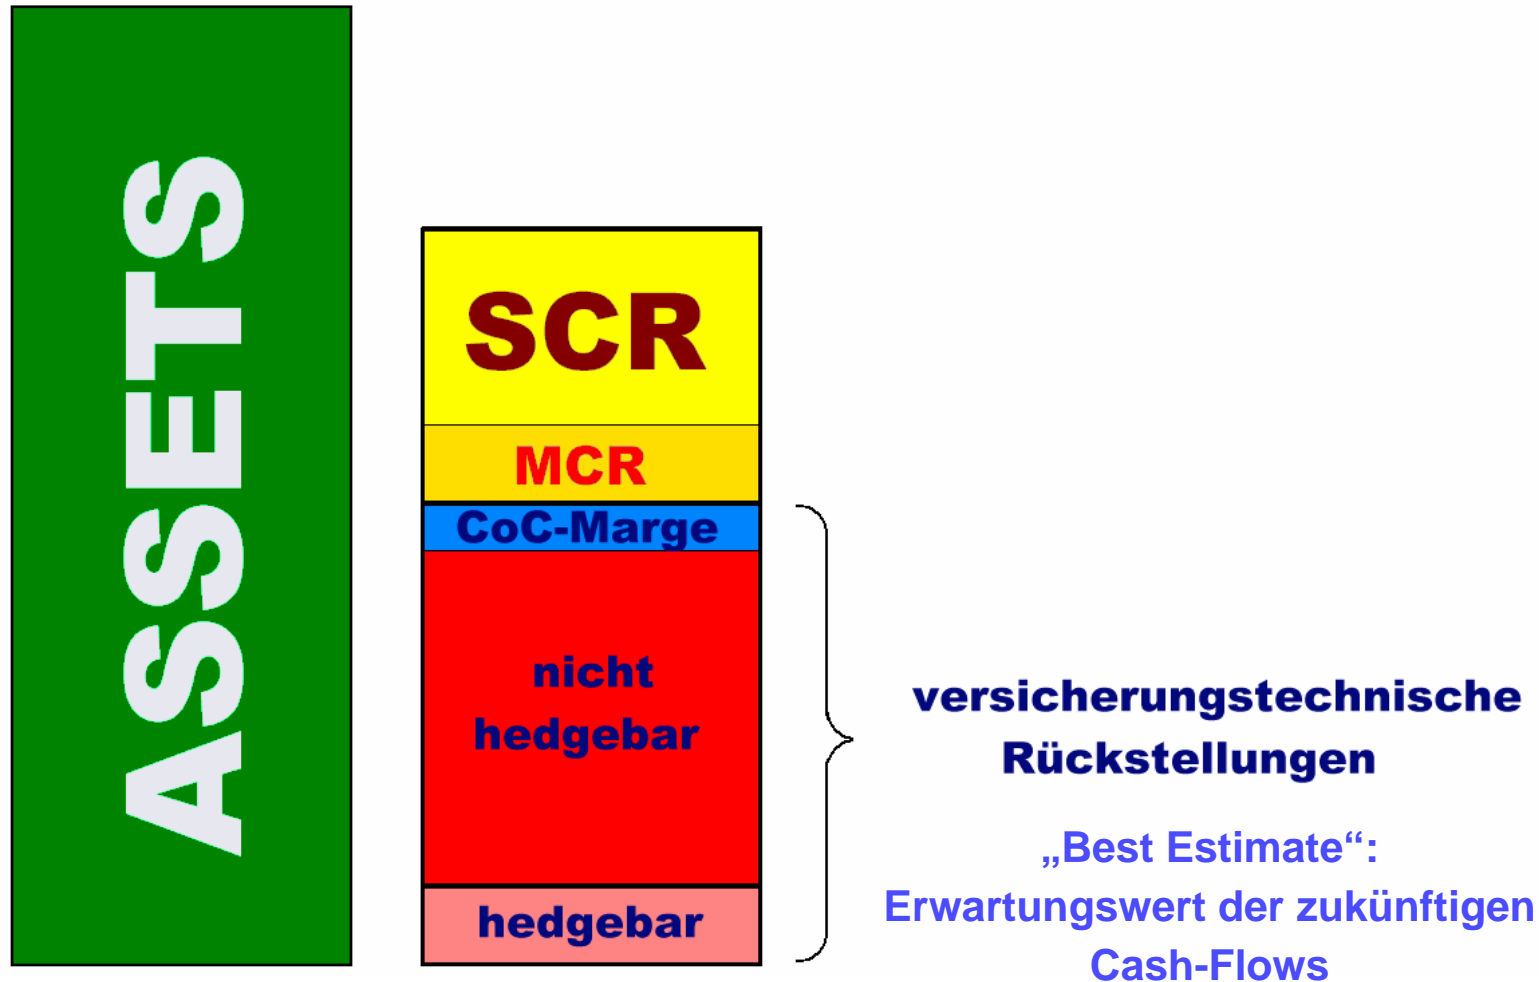 ASSETS
SCR
MCR
CoC-Marge
nicht
hedgebar
hedgebar
versicherungstechnische
Rückstellungen
„Best Estimate“:
Erwartungswert der zukünftigen
Cash-Flows